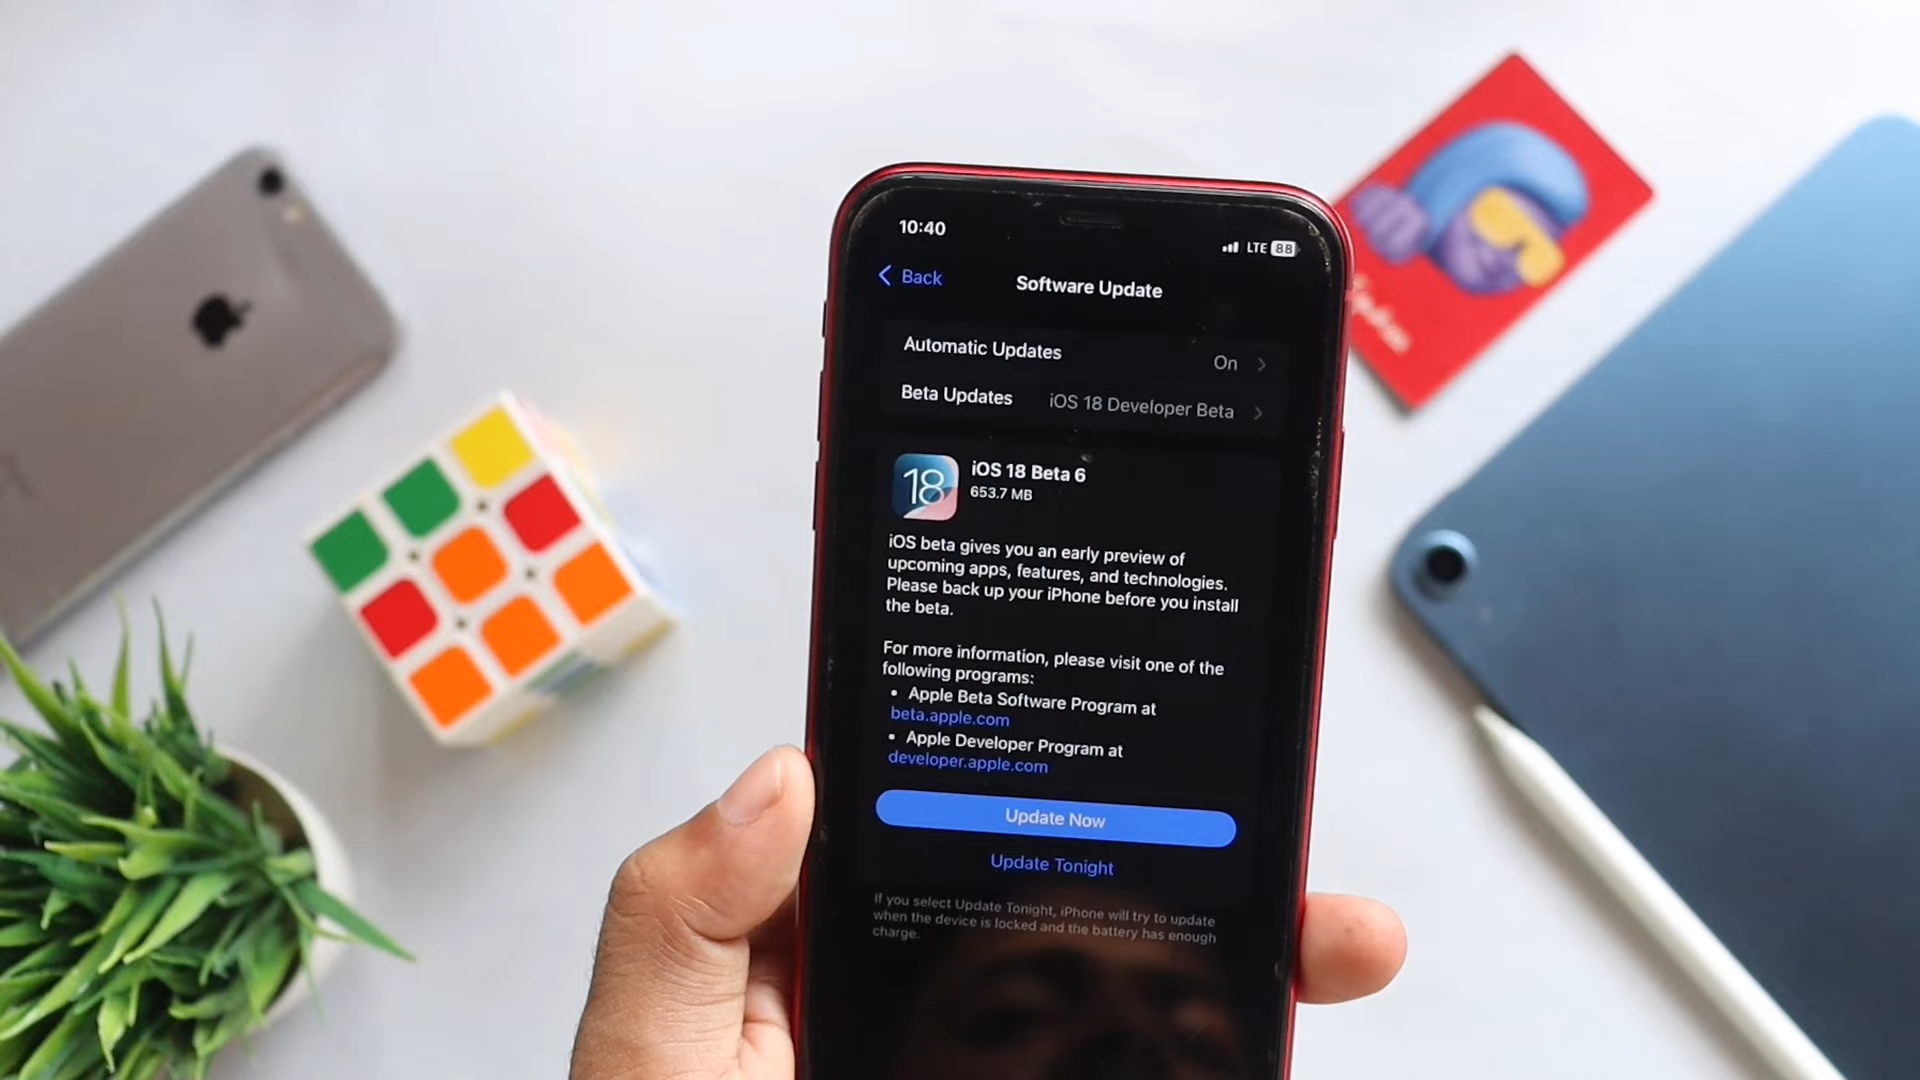 10:40
LTE 88
Back
Software Update
Automatic Updates On
Beta Updates iOS 18 Developer Beta
18
iOS 18 Beta 6
653.7 MB
iOS beta gives you an early preview of
upcoming apps, features, and technologies.
Please back up your iPhone before you install
the beta.
For more information, please visit one of the
following programs:
• Apple Beta Software Program at
beta.apple.com
• Apple Developer Program at
developer.apple.com
Update Now
Update Tonight
If you select Update Tonight, iPhone will try to update
when the device is locked and the battery has enough
charge.